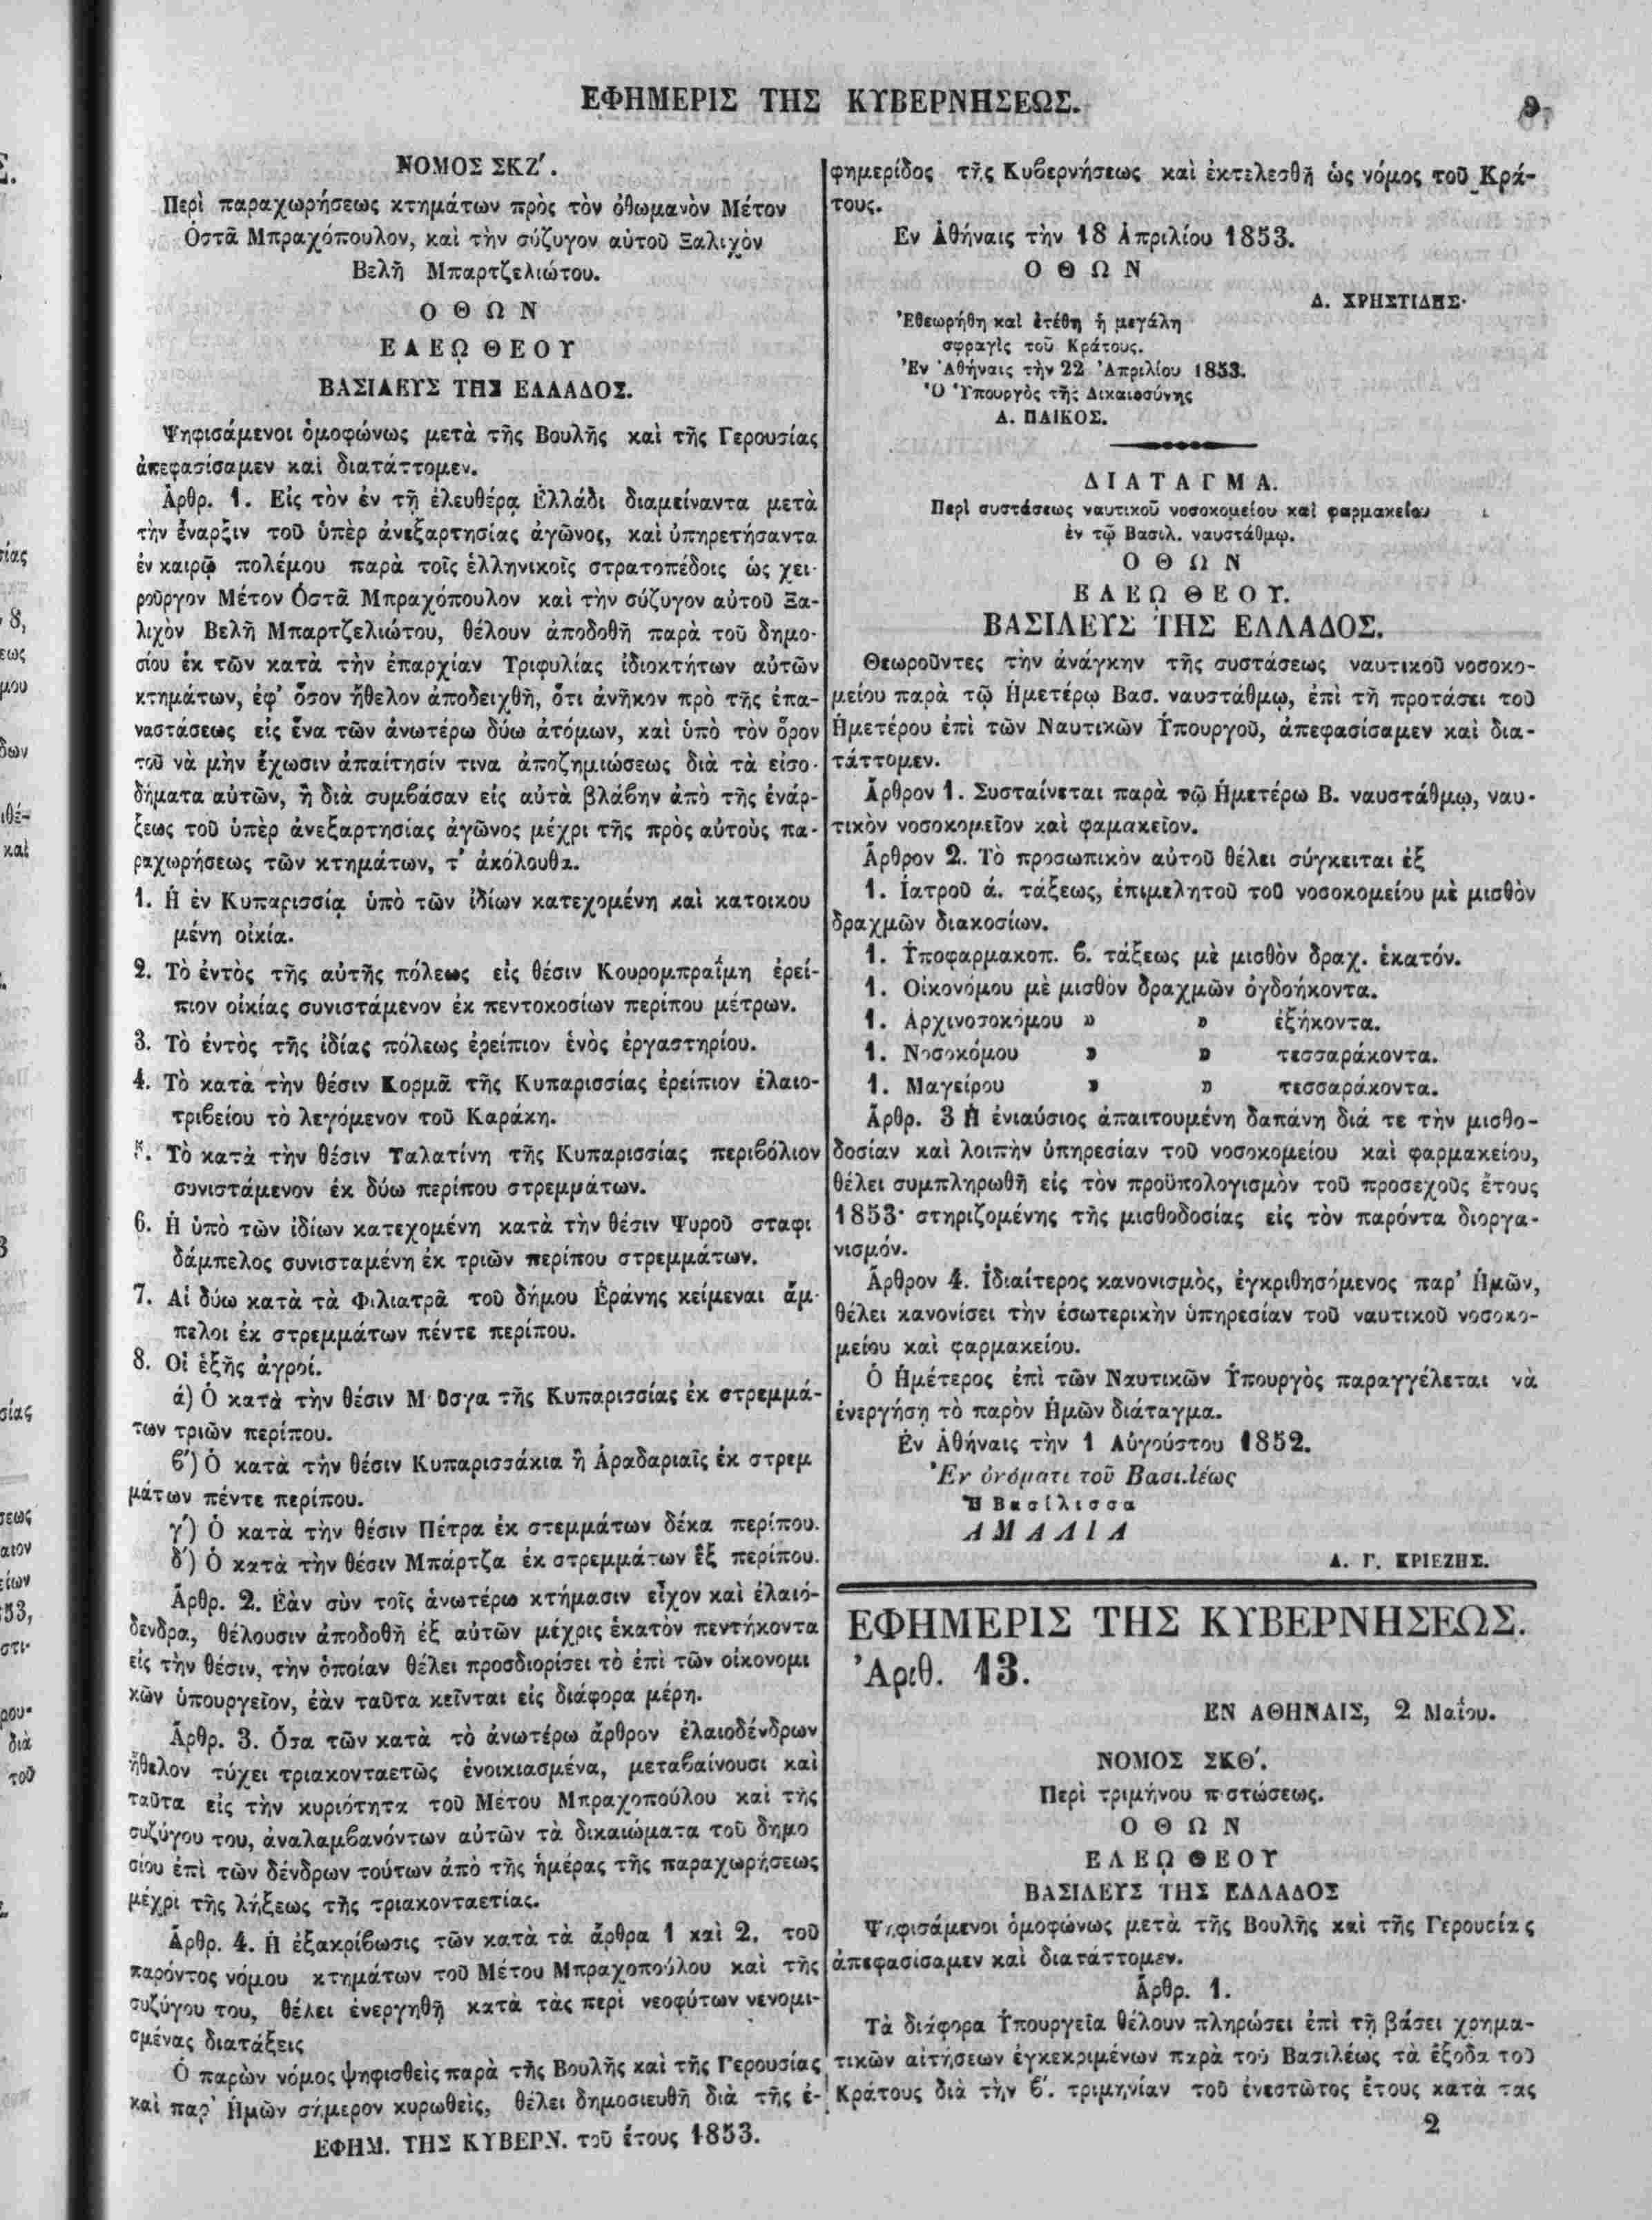 ΕΦΗΜΕΡΙΣ ΤΗΣ ΚΥΒΕΡΝΗΣΕΩΣ.
9
ΝΟΜΟΣ ΣΚΖ΄.
Περὶ παραχωρήσεως κτημάτων πρὸς τὸν ὀθωμανὸν Μέτον
Ὀστᾶ Μπραχόπουλον, καὶ τὴν σύζυγον αὐτοῦ Ξαλιχὸν
Βελῆ Μπαρτζελιώτου.
ΟΘΩΝ
ΕΛΕῼ ΘΕΟΥ
ΒΑΣΙΛΕΥΣ ΤΗΣ ΕΛΛΑΔΟΣ.
Ψηφισάμενοι ὁμοφώνως μετὰ τῆς Βουλῆς καὶ τῆς Γερουσίας
ἀπεφασίσαμεν καὶ διατάττομεν.
Ἄρθρ. 1. Εἰς τὸν ἐν τῇ ἐλευθέρᾳ Ἑλλάδι διαμείναντα μετὰ
τὴν ἔναρξιν τοῦ ὑπὲρ ἀνεξαρτησίας ἀγῶνος, καὶ ὑπηρετήσαντα
ἐν καιρῷ πολέμου παρὰ τοῖς ἑλληνικοῖς στρατοπέδοις ὡς χει-
ροῦργον Μέτον Ὀστᾶ Μπραχόπουλον καὶ τὴν σύζυγον αὐτοῦ Ξα-
λιχὸν Βελῆ Μπαρτζελιώτου, θέλουν ἀποδοθῆ παρὰ τοῦ δημο-
σίου ἐκ τῶν κατὰ τὴν ἐπαρχίαν Τριφυλίας ἰδιοκτήτων αὐτῶν
κτημάτων, ἐφ' ὅσον ἤθελον ἀποδειχθῆ, ὅτι ἀνῆκον πρὸ τῆς ἐπα-
ναστάσεως εἰς ἕνα τῶν ἀνωτέρω δύω ἀτόμων, καὶ ὑπὸ τὸν ὅρον
τοῦ νὰ μὴν ἔχωσιν ἀπαίτησίν τινα ἀποζημιώσεως διὰ τὰ εἰσο-
δήματα αὐτῶν, ἢ διὰ συμβᾶσαν εἰς αὐτὰ βλάβην ἀπὸ τῆς ἐνάρ-
ξεως τοῦ ὑπὲρ ἀνεξαρτησίας ἀγῶνος μέχρι τῆς πρὸς αὐτοὺς πα-
ραχωρήσεως τῶν κτημάτων, τ' ἀκόλουθα.
1. Ἡ ἐν Κυπαρισσίᾳ ὑπὸ τῶν ἰδίων κατεχομένη καὶ κατοικου
μένη οἰκία.
2. Τὸ ἐντὸς τῆς αὐτῆς πόλεως εἰς θέσιν Κουρομπραΐμη ἐρεί-
πιον οἰκίας συνιστάμενον ἐκ πεντοκοσίων περίπου μέτρων.
3. Τὸ ἐντὸς τῆς ἰδίας πόλεως ἐρείπιον ἑνὸς ἐργαστηρίου.
4. Τὸ κατὰ τὴν θέσιν Κορμᾶ τῆς Κυπαρισσίας ἐρείπιον ἐλαιο-
τριβείου τὸ λεγόμενον τοῦ Καράκη.
5. Τὸ κατὰ τὴν θέσιν Ταλατίνη τῆς Κυπαρισσίας περιβόλιον
συνιστάμενον ἐκ δύω περίπου στρεμμάτων.
6. Ἡ ὑπὸ τῶν ἰδίων κατεχομένη κατὰ τὴν θέσιν Ψυροῦ σταφι
δάμπελος συνισταμένη ἐκ τριῶν περίπου στρεμμάτων.
7. Αἱ δύω κατὰ τὰ Φιλιατρᾶ τοῦ δήμου Ἐράνης κείμεναι ἄμ-
πελοι ἐκ στρεμμάτων πέντε περίπου.
8. Οἱ ἑξῆς ἀγροί.
ά) Ὁ κατὰ τὴν θέσιν τῆς Κυπαρισσίας ἐκ στρεμμά-
των τριῶν περίπου.
β΄) Ὁ κατὰ τὴν θέσιν Κυπαρισσάκια ἢ Ἀραδαριαῖς ἐκ στρεμ
μάτων πέντε περίπου.
γ΄) Ὁ κατὰ τὴν θέσιν Πέτρα ἐκ στεμμάτων δέκα περίπου.
δ΄) Ὁ κατὰ τὴν θέσιν Μπάρτζα ἐκ στρεμμάτων ἓξ περίπου.
Ἄρθρ. 2. Ἐὰν σὺν τοῖς ἀνωτέρω κτήμασιν εἶχον καὶ ἐλαιό-
δενδρα, θέλουσιν ἀποδοθῆ ἐξ αὐτῶν μέχρις ἑκατὸν πεντήκοντα
εἰς τὴν θέσιν, τὴν ὁποίαν θέλει προσδιορίσει τὸ ἐπὶ τῶν οἰκονομι
κῶν ὑπουργεῖον, ἐὰν ταῦτα κεῖνται εἰς διάφορα μέρη.
Ἄρθρ. 3. Ὅσα τῶν κατὰ τὸ ἀνωτέρω ἄρθρον ἐλαιοδένδρων
ἤθελον τύχει τριακονταετῶς ἐνοικιασμένα, μεταβαίνουσι καὶ
ταῦτα εἰς τὴν κυριότητα τοῦ Μέτου Μπραχοπούλου καὶ τῆς
συζύγου του, ἀναλαμβανόντων αὐτῶν τὰ δικαιώματα τοῦ δημο
σίου ἐπὶ τῶν δένδρων τούτων ἀπὸ τῆς ἡμέρας τῆς παραχωρήσεως
μέχρι τῆς λήξεως τῆς τριακονταετίας.
Ἄρθρ. 4. Ἡ ἐξακρίβωσις τῶν κατὰ τὰ ἄρθρα 1 καὶ 2, τοῦ
παρόντος νόμου κτημάτων τοῦ Μέτου Μπραχοπούλου καὶ τῆς
συζύγου του, θέλει ἐνεργηθῆ κατὰ τὰς περὶ νεοφύτων νενομι-
σμένας διατάξεις
Ὁ παρὼν νόμος ψηφισθεὶς παρὰ τῆς Βουλῆς καὶ τῆς Γερουσίας
καὶ παρ' Ἡμῶν σήμερον κυρωθεὶς, θέλει δημοσιευθῆ διὰ τῆς ἐ-
ΕΦΗΜ. ΤΗΣ ΚΥΒΕΡΝ. τοῦ ἔτους 1853.
φημερίδος τῆς Κυβερνήσεως καὶ ἐκτελεσθῆ ὡς νόμος τοῦ Κρά-
τους.
Ἐν Ἀθήναις τὴν 18 Ἀπριλίου 1853.
ΟΘΩΝ
Δ. ΧΡΗΣΤΙΔΗΣ·
Ἐθεωρήθη καὶ ἐτέθη ἡ μεγάλη
σφραγὶς τοῦ Κράτους.
Ἐν Ἀθήναις τὴν 22 Ἀπριλίου 1853.
Ὁ Ὑπουργὸς τῆς Δικαιοσύνης
Α. ΠΑΙΚΟΣ.
ΔΙΑΤΑΓΜΑ.
Περὶ συστάσεως ναυτικοῦ νοσοκομείου καὶ φαρμακείου
ἐν τῷ Βασιλ. ναυστάθμῳ.
ΟΘΩΝ
ΕΛΕῼ ΘΕΟΥ.
ΒΑΣΙΛΕΥΣ ΤΗΣ ΕΛΛΑΔΟΣ.
Θεωροῦντες τὴν ἀνάγκην τῆς συστάσεως ναυτικοῦ νοσοκο-
μείου παρὰ τῷ Ἡμετέρῳ Βασ. ναυστάθμῳ, ἐπὶ τῇ προτάσει τοῦ
Ἡμετέρου ἐπὶ τῶν Ναυτικῶν Ὑπουργοῦ, ἀπεφασίσαμεν καὶ δια-
τάττομεν.
Ἄρθρον 1. Συσταίνεται παρὰ τῷ Ἡμετέρω Β. ναυστάθμῳ, ναυ-
τικὸν νοσοκομεῖον καὶ φαμακεῖον.
Ἄρθρον 2. Τὸ προσωπικὸν αὐτοῦ θέλει σύγκειται ἐξ
1. Ἰατροῦ ά. τάξεως, ἐπιμελητοῦ τοῦ νοσοκομείου μὲ μισθὸν
δραχμῶν διακοσίων.
1. Ὑποφαρμακοπ. β. τάξεως μὲ μισθὸν δραχ. ἑκατόν.
1. Οἰκονόμου μὲ μισθὸν δραχμῶν ὀγδοήκοντα.
1. Ἀρχινοσοκόμου » » ἑξήκοντα.
1. Νοσοκόμου » » τεσσαράκοντα.
1. Μαγείρου » » τεσσαράκοντα.
Ἄρθρ. 3 Ἡ ἐνιαύσιος ἀπαιτουμένη δαπάνη διά τε τὴν μισθο-
δοσίαν καὶ λοιπὴν ὑπηρεσίαν τοῦ νοσοκομείου καὶ φαρμακείου,
θέλει συμπληρωθῆ εἰς τὸν προϋπολογισμὸν τοῦ προσεχοῦς ἔτους
1853· στηριζομένης τῆς μισθοδοσίας εἰς τὸν παρόντα διοργα-
νισμόν.
Ἄρθρον 4. Ἰδιαίτερος κανονισμὸς, ἐγκριθησόμενος παρ' Ἡμῶν,
θέλει κανονίσει τὴν ἐσωτερικὴν ὑπηρεσίαν τοῦ ναυτικοῦ νοσοκο-
μείου καὶ φαρμακείου.
Ὁ Ἡμέτερος ἐπὶ τῶν Ναυτικῶν Ὑπουργὸς παραγγέλεται νὰ
ἐνεργήσῃ τὸ παρὸν Ἡμῶν διάταγμα.
Ἐν Ἀθήναις τὴν 1 Αὐγούστου 1852.
Ἐν ὀνόματι τοῦ Βασιλέως
Ἡ Βασίλισσα
ΑΜΑΛΙΑ
Α. Γ. ΚΡΙΕΖΗΣ.
ΕΦΗΜΕΡΙΣ ΤΗΣ ΚΥΒΕΡΝΗΣΕΩΣ.
Ἀριθ. 13.
ΕΝ ΑΘΗΝΑΙΣ, 2 Μαΐου.
ΝΟΜΟΣ ΣΚΘ΄.
Περὶ τριμήνου πιστώσεως.
ΟΘΩΝ
ΕΛΕῼ ΘΕΟΥ
ΒΑΣΙΛΕΥΣ ΤΗΣ ΕΛΛΑΔΟΣ
Ψηφισάμενοι ὁμοφώνως μετὰ τῆς Βουλῆς καὶ τῆς Γερουσίας
ἀπεφασίσαμεν καὶ διατάττομεν.
Ἄρθρ. 1.
Τὰ διάφορα Ὑπουργεῖα θέλουν πληρώσει ἐπὶ τῇ βάσει χρημα-
τικῶν αἰτήσεων ἐγκεκριμένων παρὰ τοῦ Βασιλέως τὰ ἔξοδα τοῦ
Κράτους διὰ τὴν β΄. τριμηνίαν τοῦ ἐνεστῶτος ἔτους κατὰ τας
2